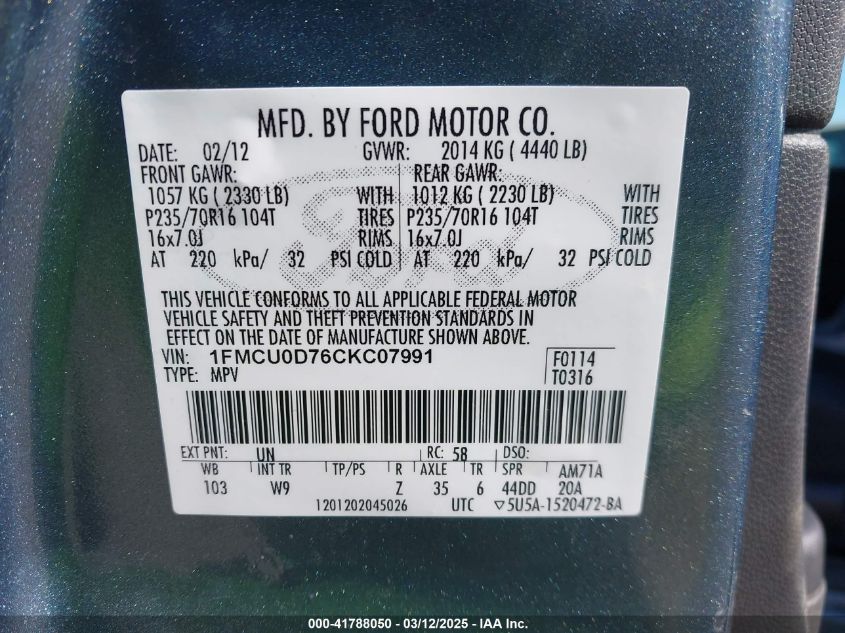 MFD. BY FORD MOTOR CO.
DATE: 02/12 GVWR: 2014 KG ( 4440 LB)
FRONT GAWR: REAR GAWR:
1057 KG ( 2330 LB) WITH 1012 KG ( 2230 LB) WITH
P235/70R16 104T TIRES P235/70R16 104T TIRES
16x7.0J RIMS 16x7.0J RIMS
AT 220 kPa/ 32 PSI COLD AT 220 kPa/ 32 PSI COLD
THIS VEHICLE CONFORMS TO ALL APPLICABLE FEDERAL MOTOR
VEHICLE SAFETY AND THEFT PREVENTION STANDARDS IN
EFFECT ON THE DATE OF MANUFACTURE SHOWN ABOVE.
VIN: 1FMCU0D76CKC07991 F0114
TYPE: MPV T0316
EXT PNT: UN RC: 58 DSO:
WB INT TR TP/PS R AXLE TR SPR AM71A
103 W9 Z 35 6 44DD 20A
1201202045026 UTC ▽5U5A-1520472-BA
000-41788050 - 03/12/2025 - IAA Inc.